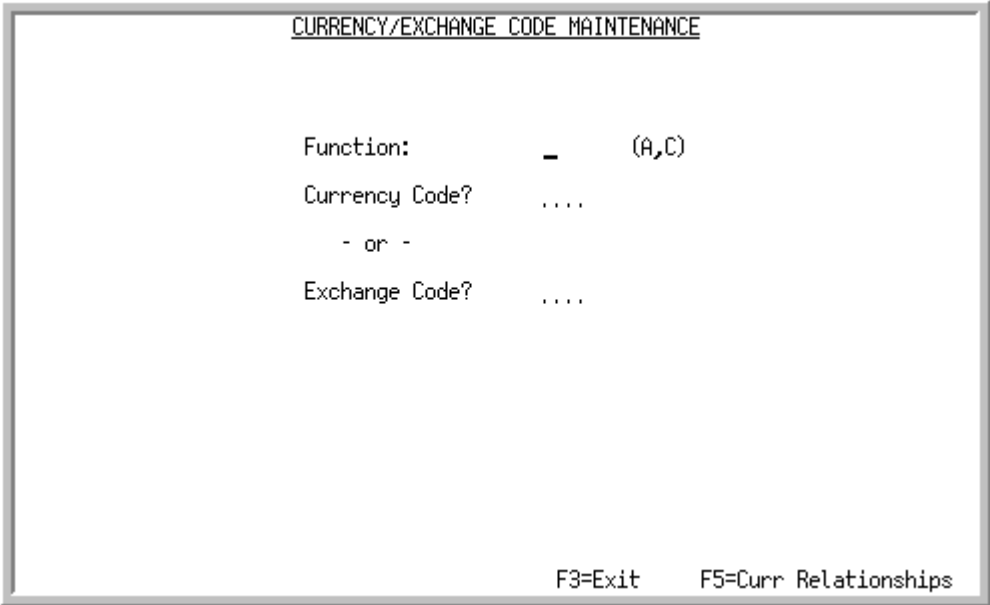 CURRENCY/EXCHANGE CODE MAINTENANCE
Function: _ (A,C)
Currency Code? ....
- or -
Exchange Code? ....
F3=Exit F5=Curr Relationships